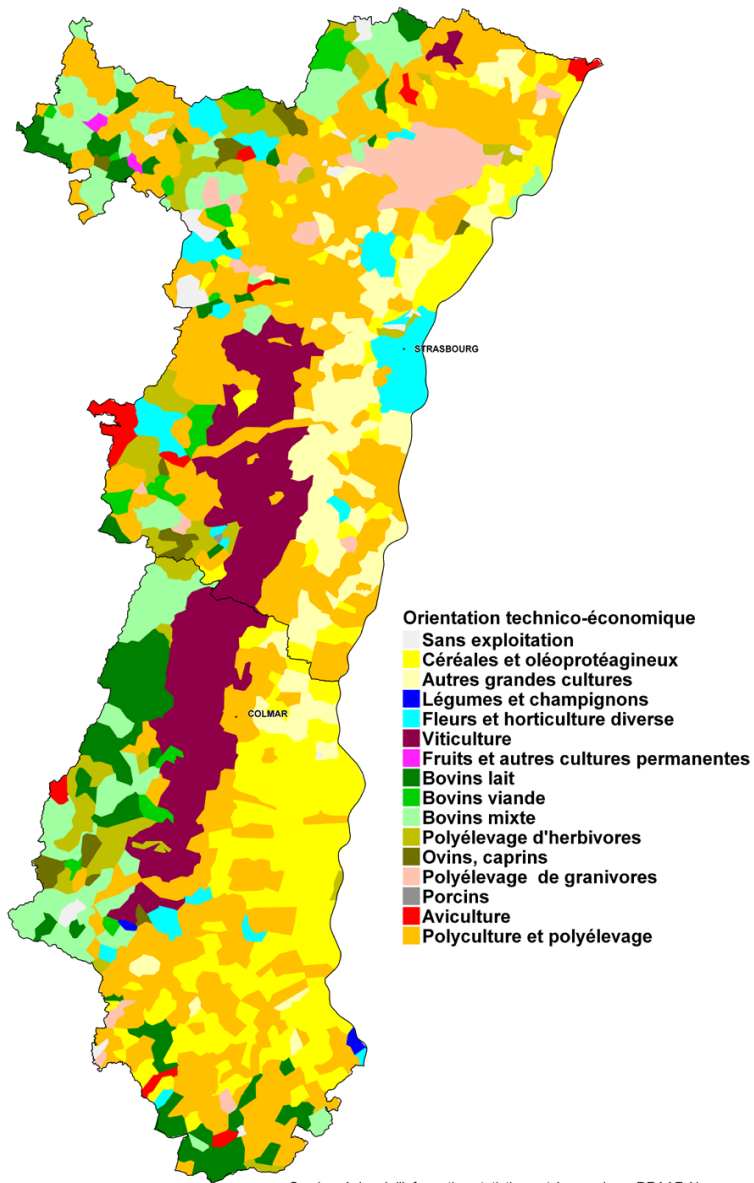 STRASBOURG
Orientation technico-économique
Sans exploitation
Céréales et oléoprotéagineux
Autres grandes cultures
Légumes et champignons
Fleurs et horticulture diverse
COLMAR
Viticulture
Fruits et autres cultures permanentes
Bovins lait
Bovins viande
Bovins mixte
Polyélevage d'herbivores
Ovins, caprins
Polyélevage de granivores
Porcins
Aviculture
Polyculture et polyélevage